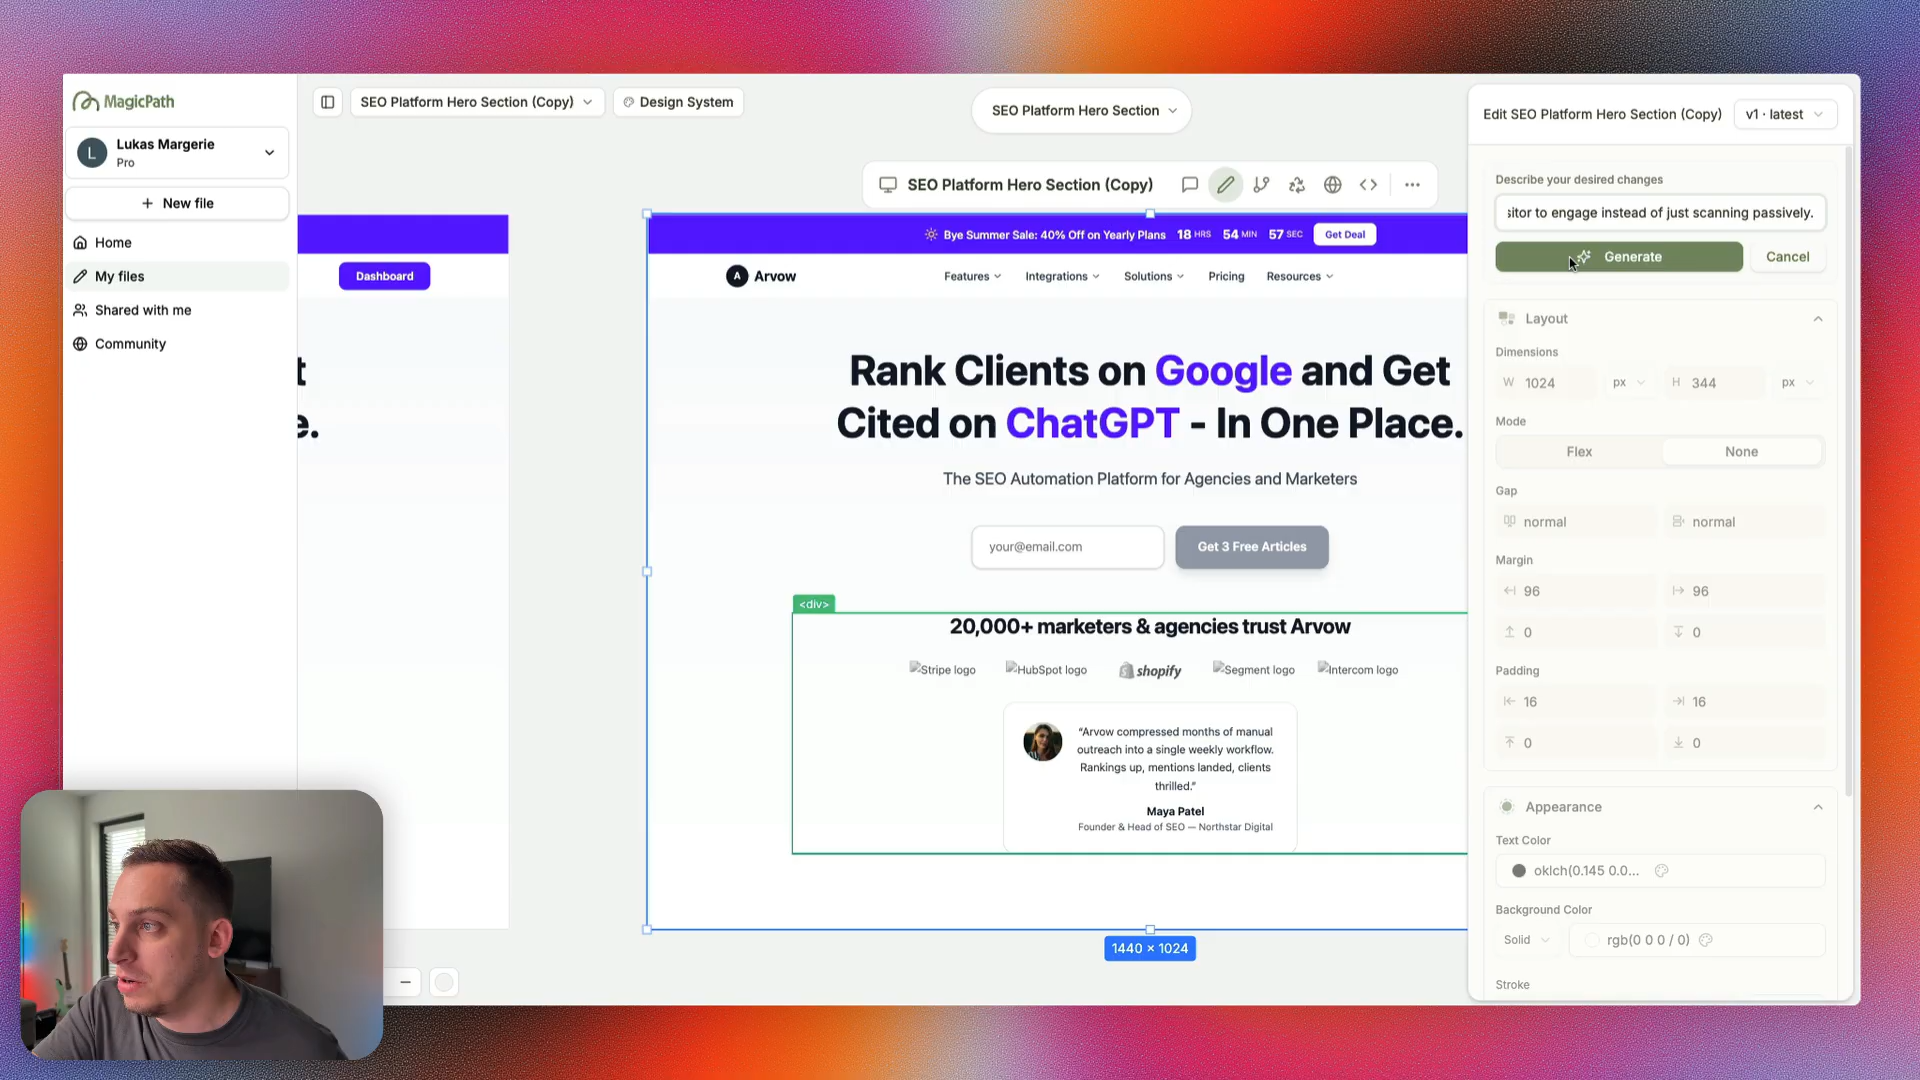 MagicPath
L
Lukas Margerie
Pro
New file
Home
My files
Shared with me
Community
SEO Platform Hero Section (Copy)
Design System
SEO Platform Hero Section
SEO Platform Hero Section (Copy)
Dashboard
t
e.
Bye Summer Sale: 40% Off on Yearly Plans 18 HRS 54 MIN 57 SEC Get Deal
A Arvow Features Integrations Solutions Pricing Resources
Rank Clients on Google and Get
Cited on ChatGPT - In One Place.
The SEO Automation Platform for Agencies and Marketers
your@email.com Get 3 Free Articles
<div>
20,000+ marketers & agencies trust Arvow
Stripe logo HubSpot logo shopify Segment logo Intercom logo
“Arvow compressed months of manual
outreach into a single weekly workflow.
Rankings up, mentions landed, clients
thrilled.”
Maya Patel
Founder & Head of SEO — Northstar Digital
1440 × 1024
Edit SEO Platform Hero Section (Copy) v1 · latest
Describe your desired changes
sitor to engage instead of just scanning passively.
Generate Cancel
Layout
Dimensions
W 1024 px H 344 px
Mode
Flex None
Gap
normal normal
Margin
96 96
0 0
Padding
16 16
0 0
Appearance
Text Color
oklch(0.145 0.0...
Background Color
Solid rgb(0 0 0 / 0)
Stroke